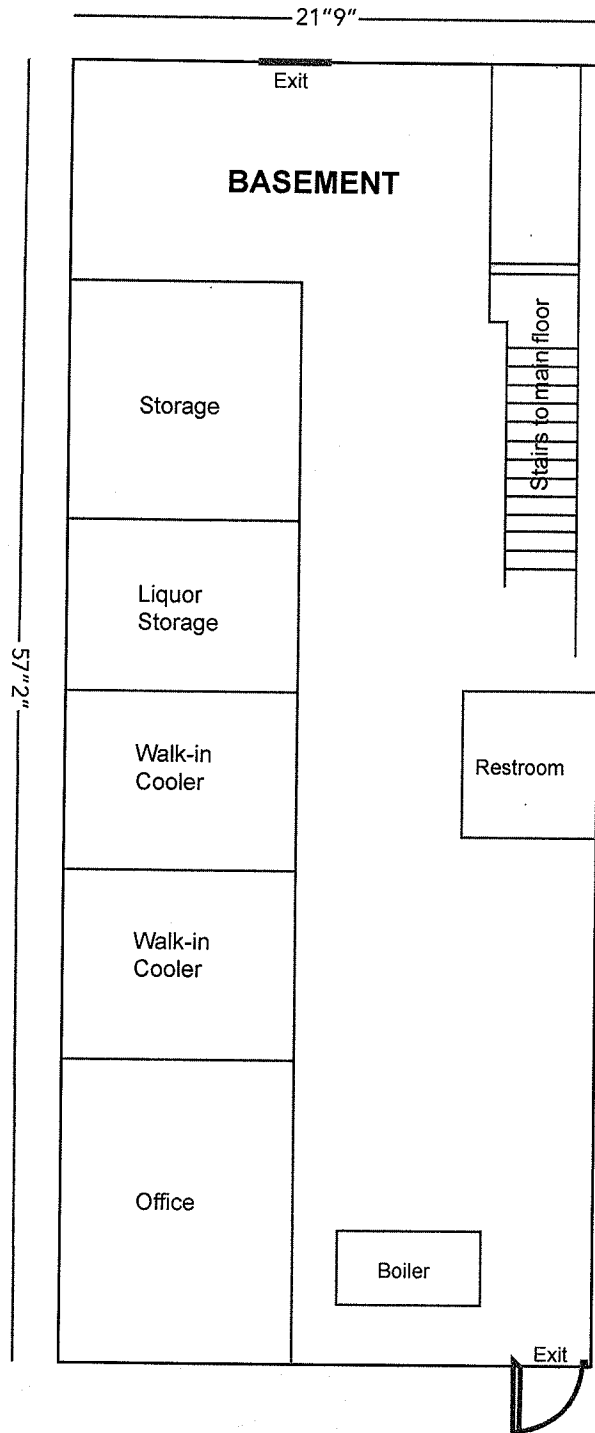 21"9"
Exit
BASEMENT
Stairs to main floor
Storage
Liquor
Storage
57"2"
Walk-in
Cooler
Restroom
Walk-in
Cooler
Office
Boiler
Exit